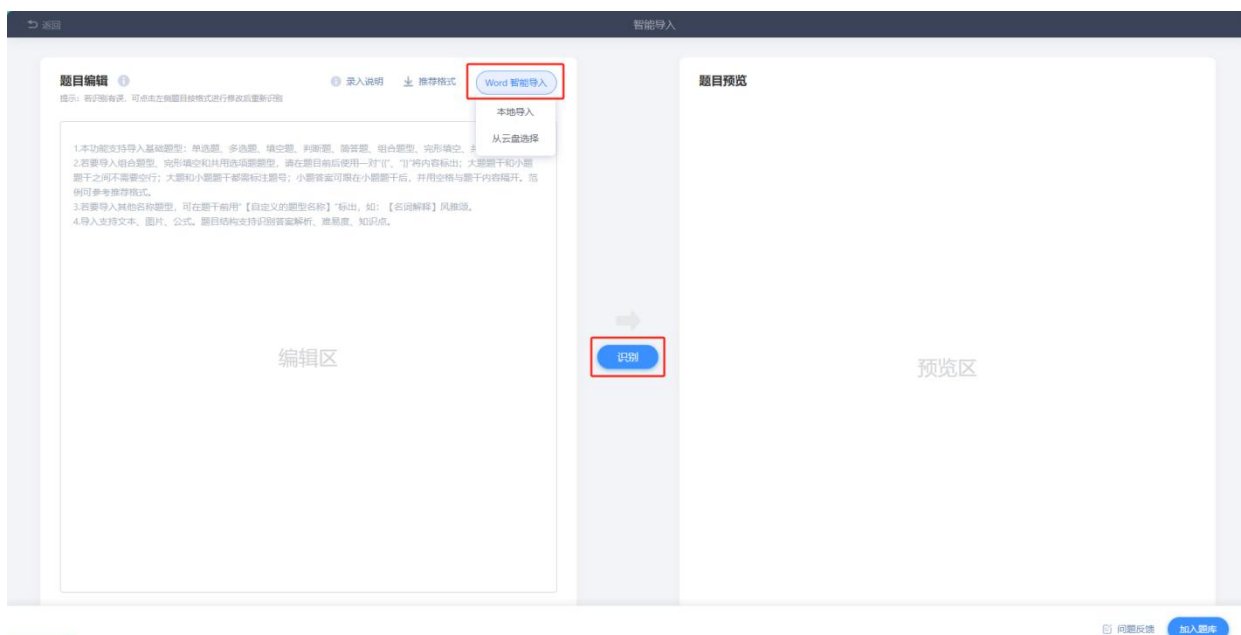 返回
智能导入
题目编辑
录入说明
推荐格式
Word 智能导入
提示：若识别有误，可点击左侧题目按格式进行修改后重新识别
本地导入
从云盘选择
1.本功能支持导入基础题型：单选题、多选题、填空题、判断题、简答题、组合题型、完形填空、
2.若要导入组合题型、完形填空和共用选项题题型，请在题目前后使用一对"{{"、"}}"将内容标出；大题题干和小题
题干之间不需要空行；大题和小题题干都需标注题号；小题答案可跟在小题题干后，并用空格与题干内容隔开。范
例可参考推荐格式。
3.若要导入其他名称题型，可在题干前用"【自定义的题型名称】"标出，如：【名词解释】风雅颂。
4.导入支持文本、图片、公式。题目结构支持识别答案解析、难易度、知识点。
编辑区
识别
题目预览
预览区
问题反馈
加入题库